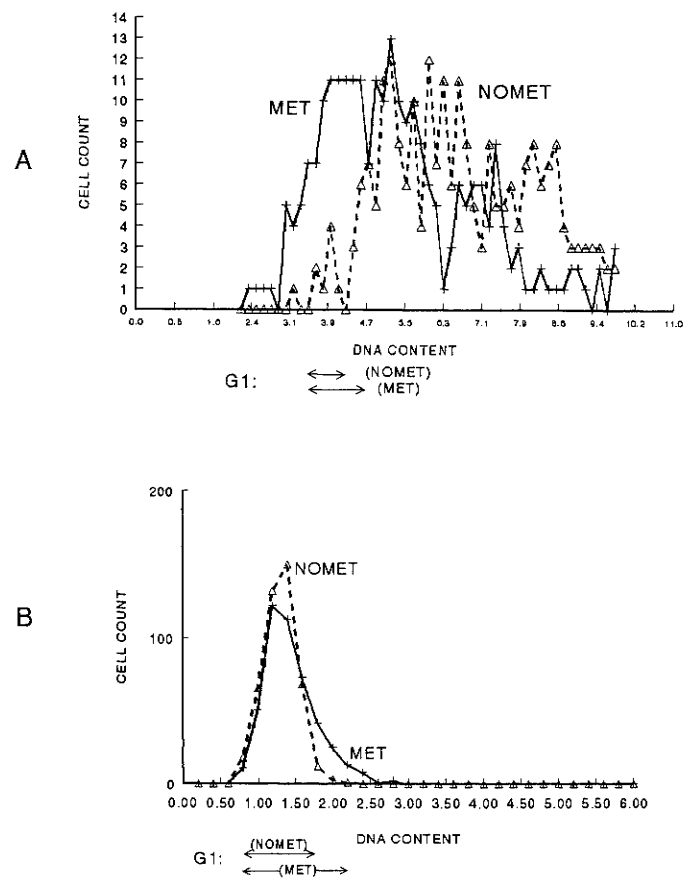 A
CELL COUNT
14
13
12
11
10
9
8
7
6
5
4
3
2
1
0
MET
NOMET
0.0 0.8 1.6 2.4 3.1 3.9 4.7 5.5 6.3 7.1 7.9 8.6 9.4 10.2 11.0
DNA CONTENT
G1: (NOMET)
(MET)
B
CELL COUNT
200
100
0
NOMET
MET
0.00 0.50 1.00 1.50 2.00 2.50 3.00 3.50 4.00 4.50 5.00 5.50 6.00
DNA CONTENT
G1: (NOMET)
(MET)